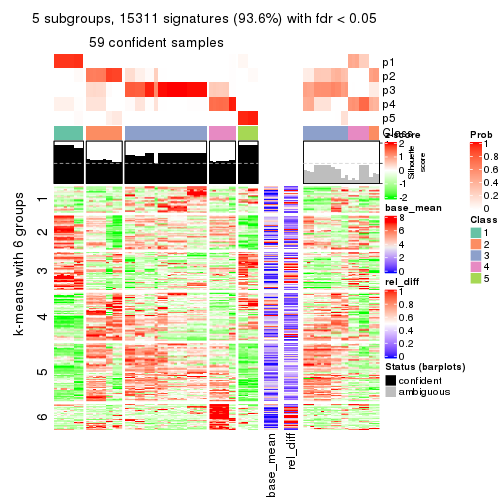 5 subgroups, 15311 signatures (93.6%) with fdr < 0.05
59 confident samples
p1
p2
p3
p4
p5
Class
k-means with 6 groups
1
2
3
4
5
6
base_mean
rel_diff
Silhouette
score
z-score
2
1
0
-1
-2
base_mean
8
6
4
2
0
rel_diff
1
0.8
0.6
0.4
0.2
0
Status (barplots)
confident
ambiguous
Prob
1
0.8
0.6
0.4
0.2
0
Class
1
2
3
4
5